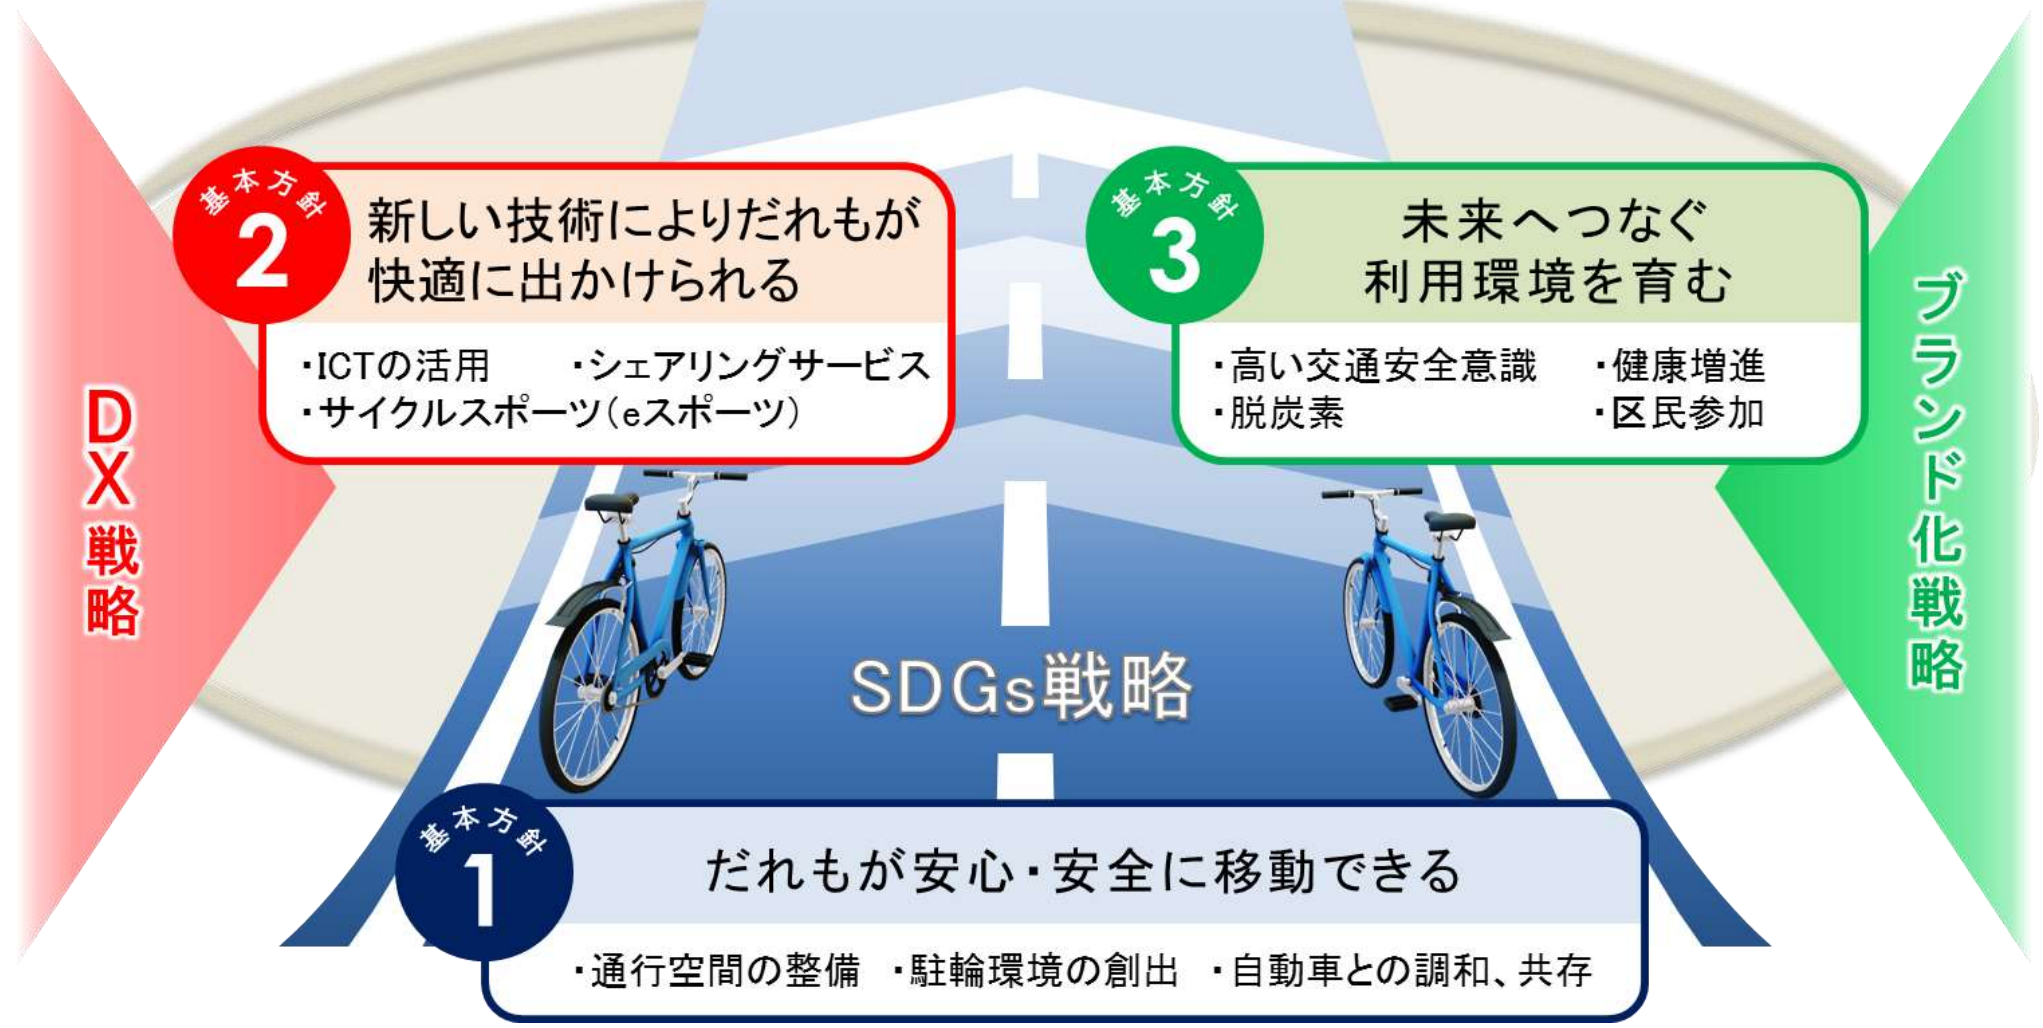 基本方針
2
新しい技術によりだれもが
快適に出かけられる
・ICTの活用 ・シェアリングサービス
・サイクルスポーツ(eスポーツ)
基本方針
3
未来へつなぐ
利用環境を育む
・高い交通安全意識 ・健康増進
・脱炭素 ・区民参加
DX戦略
ブランド化戦略
SDGs戦略
基本方針
1
だれもが安心・安全に移動できる
・通行空間の整備 ・駐輪環境の創出 ・自動車との調和、共存